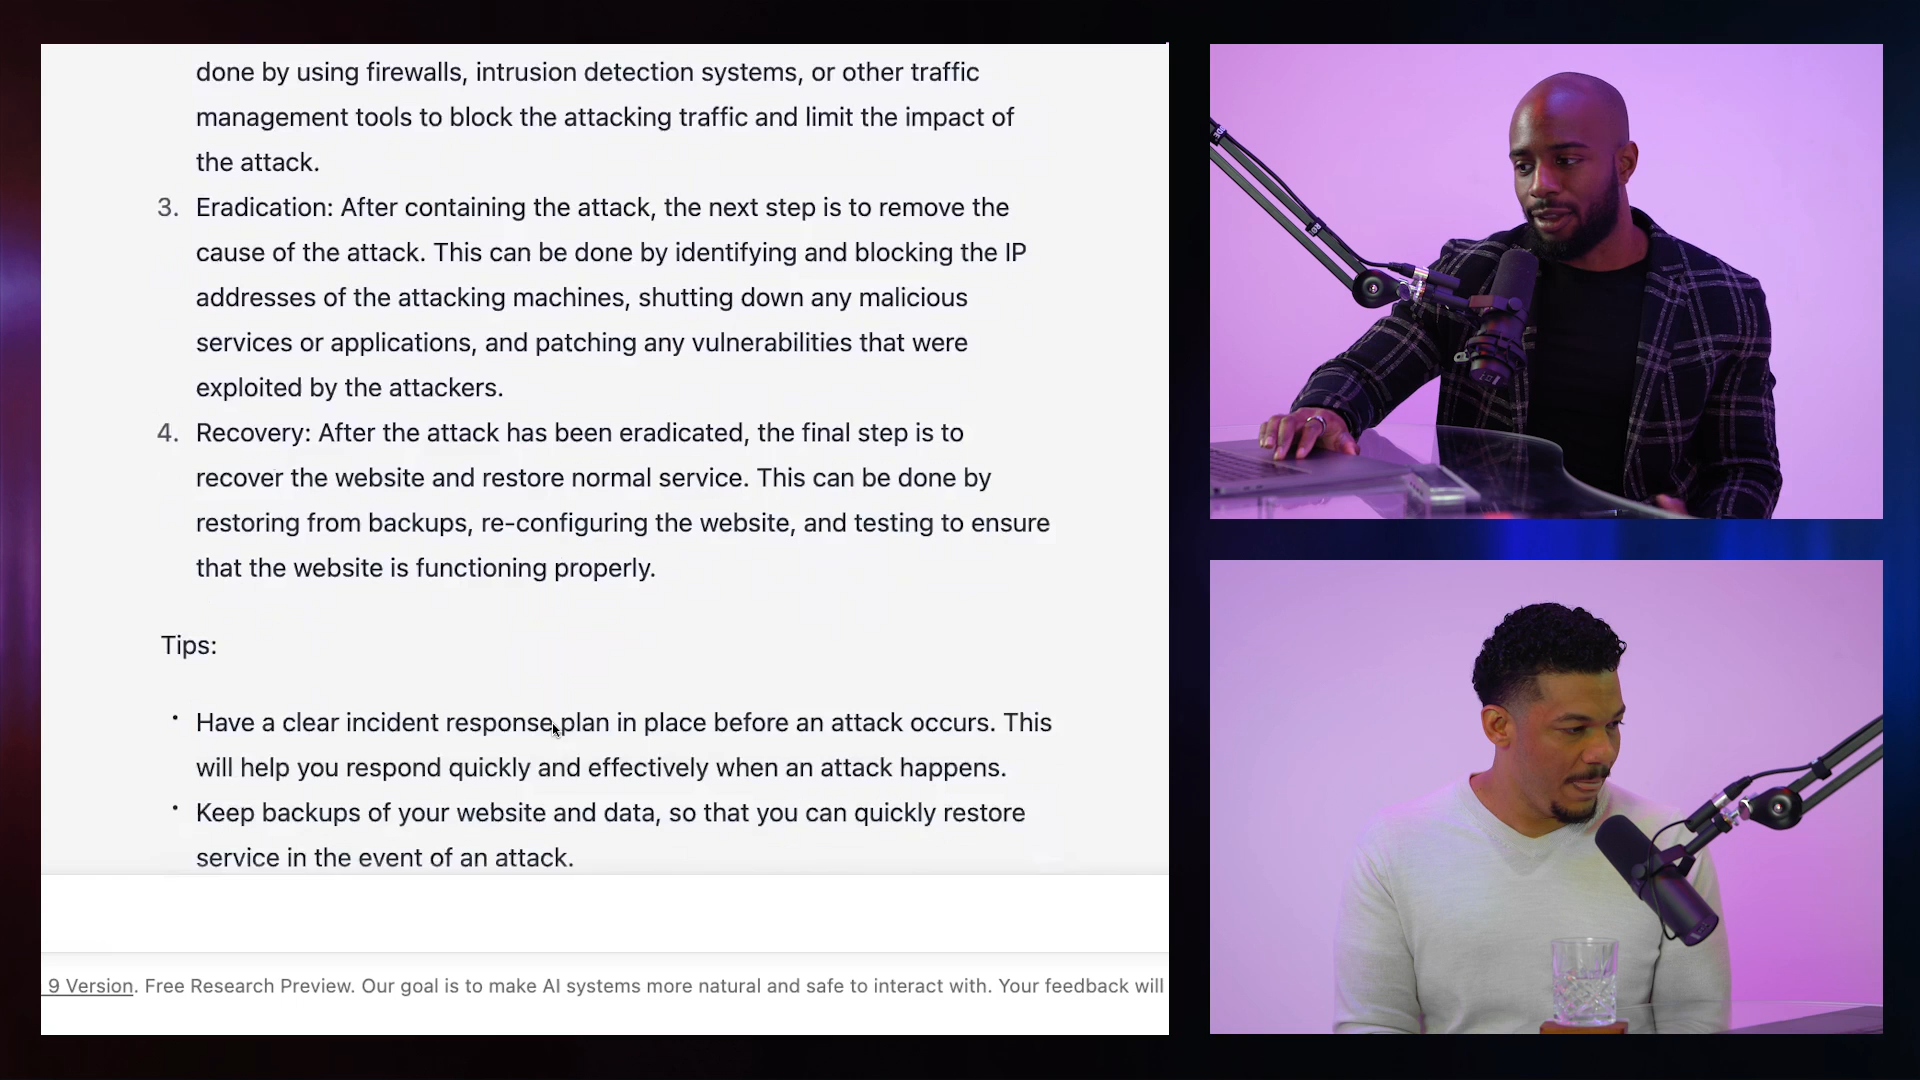 done by using firewalls, intrusion detection systems, or other traffic
management tools to block the attacking traffic and limit the impact of
the attack.
3. Eradication: After containing the attack, the next step is to remove the
cause of the attack. This can be done by identifying and blocking the IP
addresses of the attacking machines, shutting down any malicious
services or applications, and patching any vulnerabilities that were
exploited by the attackers.
4. Recovery: After the attack has been eradicated, the final step is to
recover the website and restore normal service. This can be done by
restoring from backups, re-configuring the website, and testing to ensure
that the website is functioning properly.
Tips:
• Have a clear incident response plan in place before an attack occurs. This
will help you respond quickly and effectively when an attack happens.
• Keep backups of your website and data, so that you can quickly restore
service in the event of an attack.
9 Version. Free Research Preview. Our goal is to make AI systems more natural and safe to interact with. Your feedback will